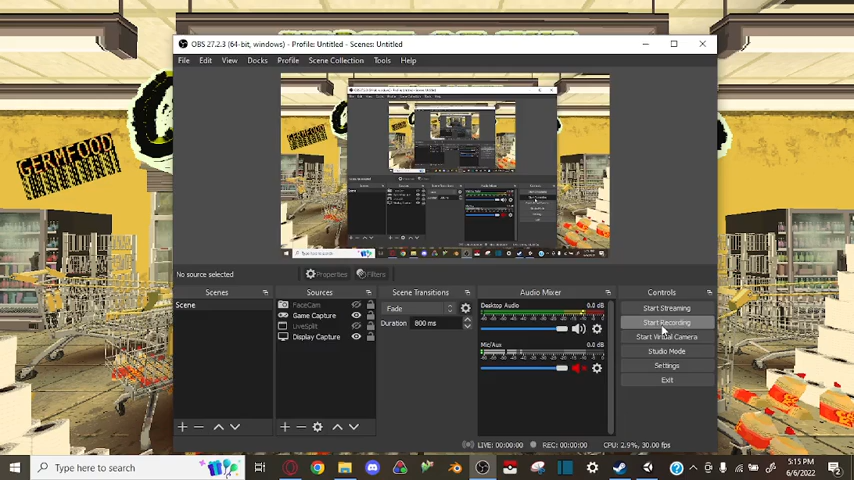 OBS 27.2.3 (64-bit, windows) - Profile: Untitled - Scenes: Untitled
File Edit View Docks Profile Scene Collection Tools Help
GERMFOOD
No source selected
Properties
Filters
Scenes
Scene
Sources
FaceCam
Game Capture
LiveSplit
Display Capture
Scene Transitions
Fade
Duration 800 ms
Audio Mixer
Desktop Audio 0.0 dB
Mic/Aux 0.0 dB
Controls
Start Streaming
Start Recording
Start Virtual Camera
Studio Mode
Settings
Exit
LIVE: 00:00:00 REC: 00:00:00 CPU: 2.9%, 30.00 fps
Type here to search
5:15 PM
6/6/2022
2